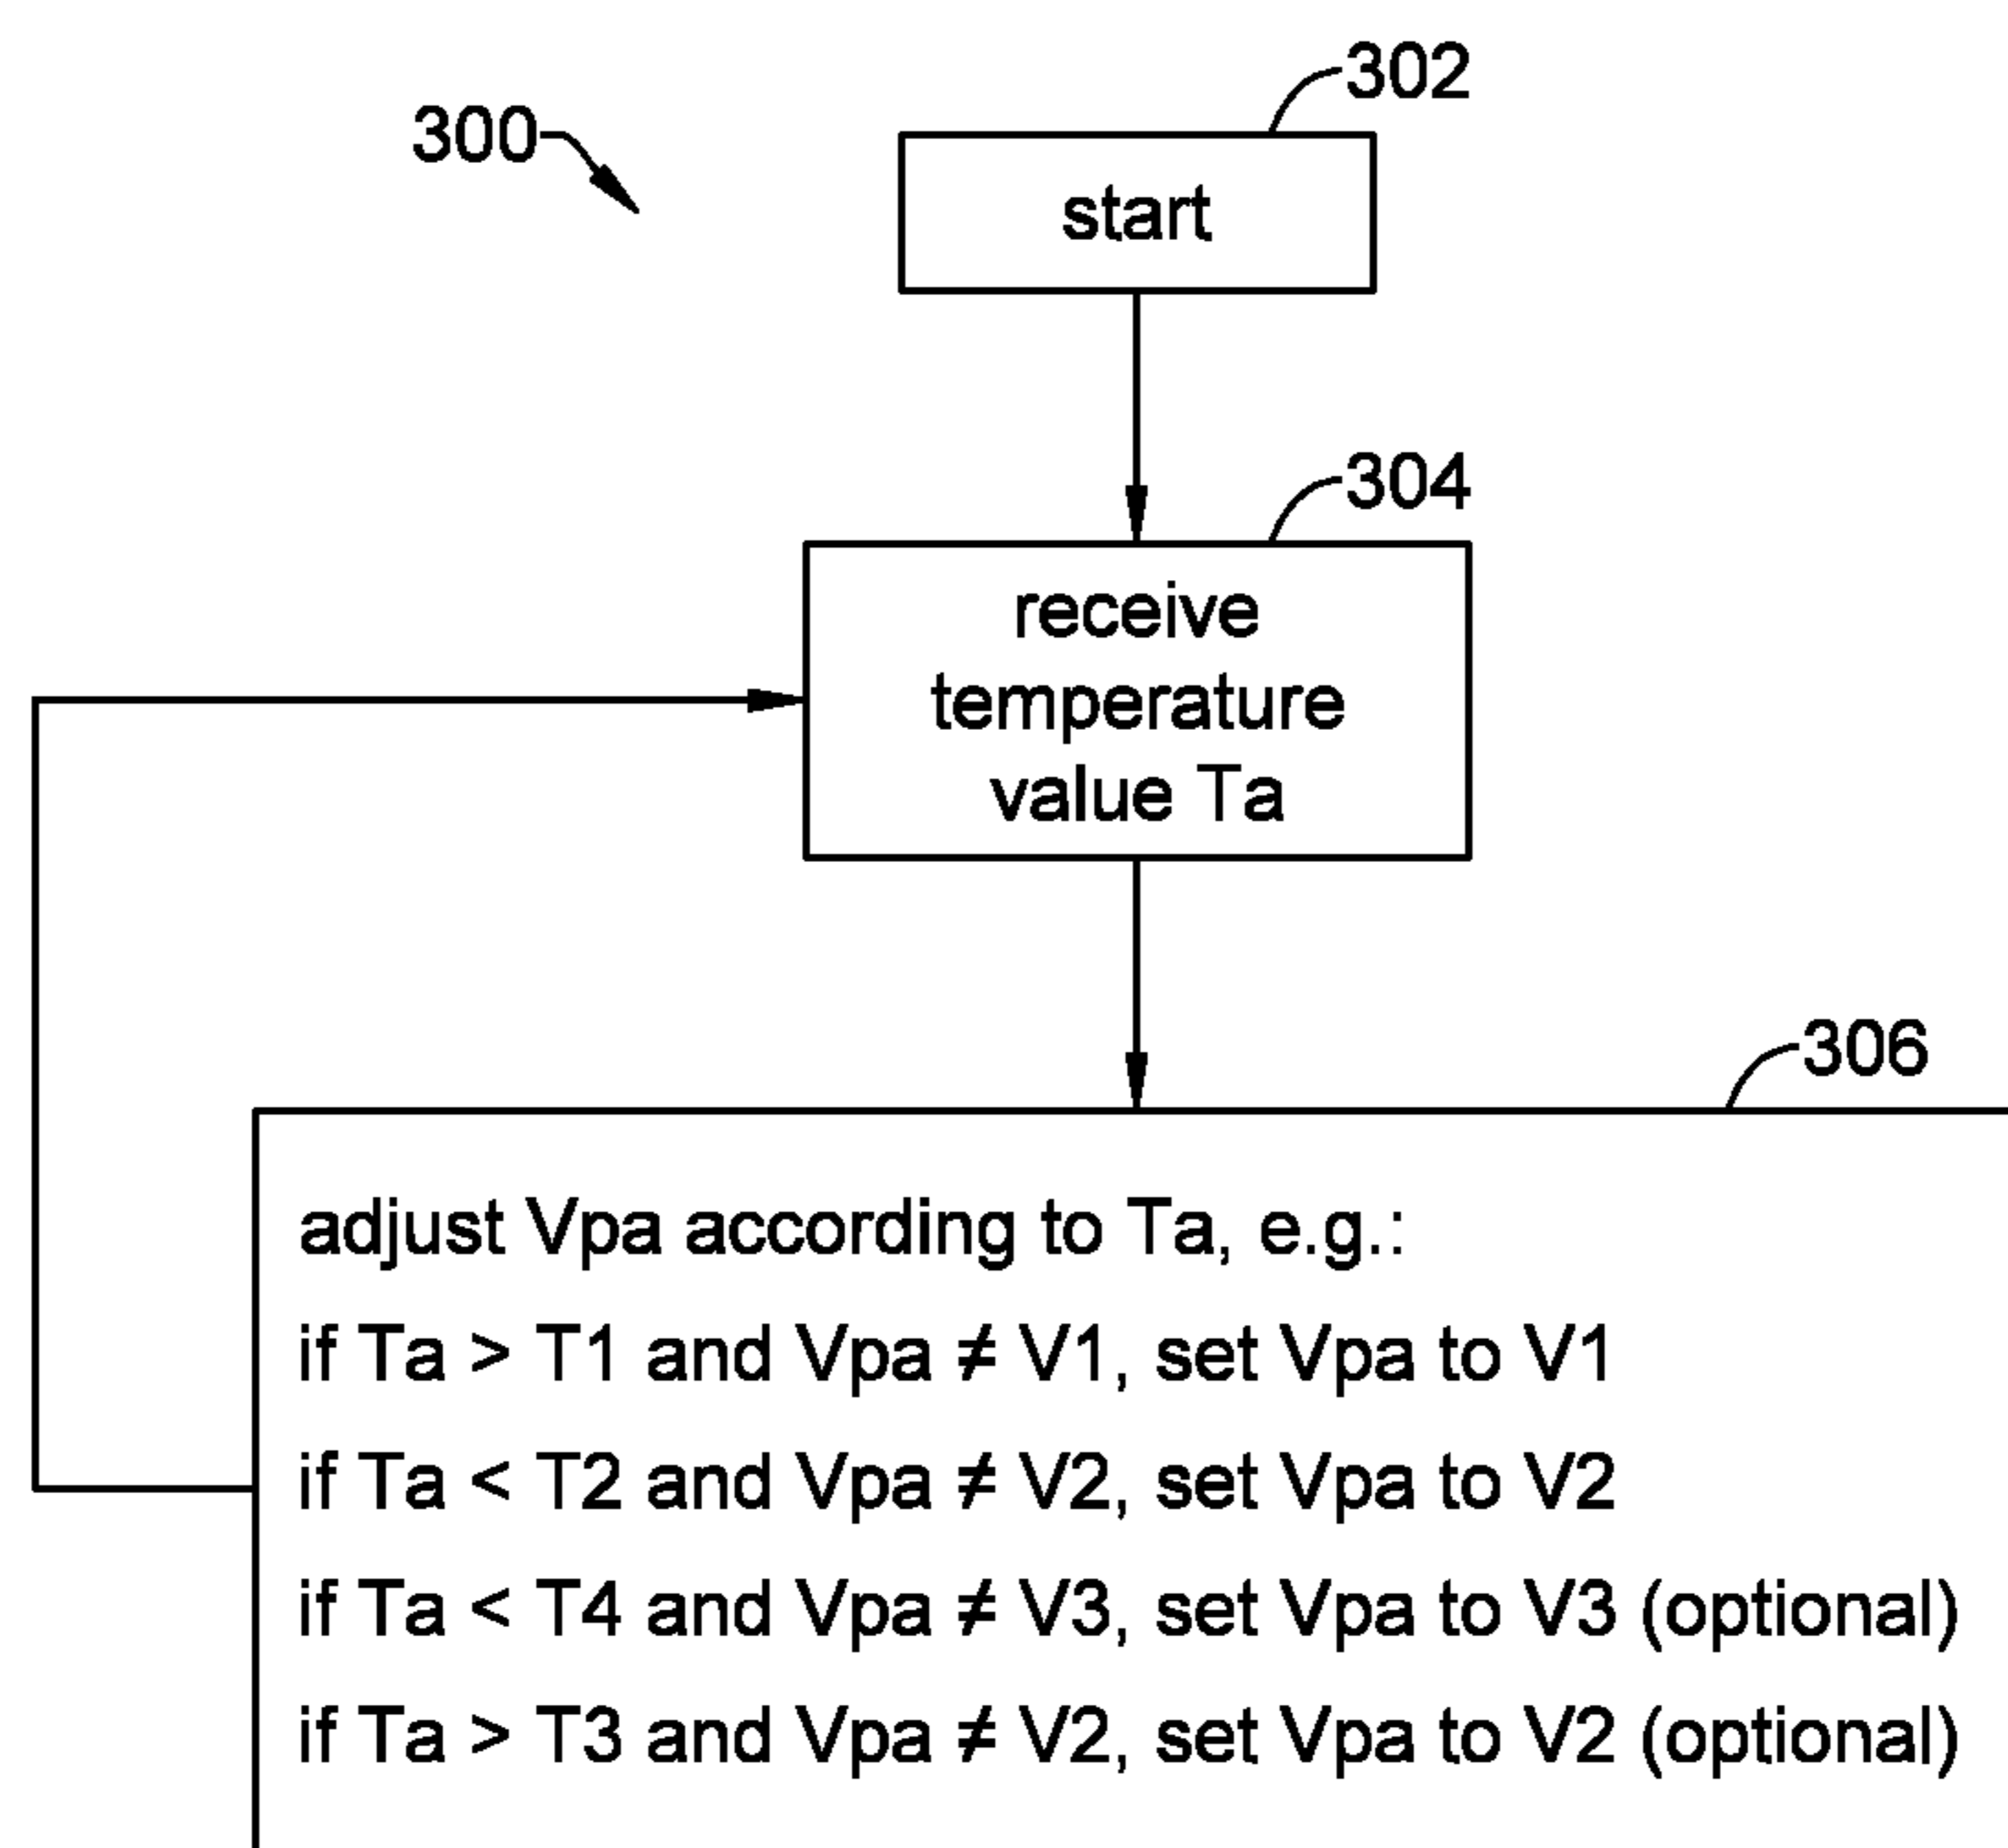 302
300
start
304
receive
temperature
value Ta
306
adjust Vpa according to Ta, e.g.:
if Ta > T1 and Vpa ≠ V1, set Vpa to V1
if Ta < T2 and Vpa ≠ V2, set Vpa to V2
if Ta < T4 and Vpa ≠ V3, set Vpa to V3 (optional)
if Ta > T3 and Vpa ≠ V2, set Vpa to V2 (optional)